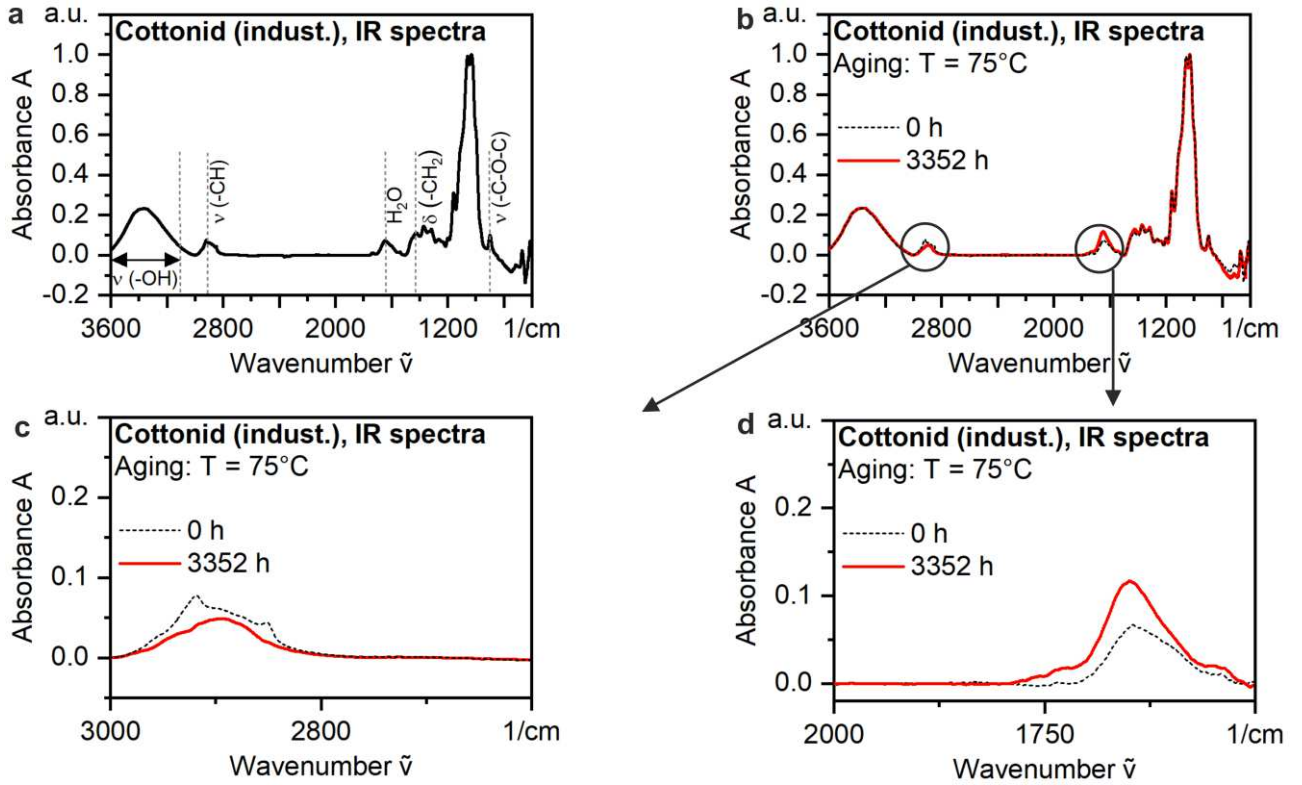 a
a.u.
Cottonid (indust.), IR spectra
1.0
0.8
0.6
0.4
0.2
0.0
-0.2
Absorbance A
ν (-OH)
ν (-CH)
H₂O
δ (-CH₂)
ν (-C-O-C)
3600
2800
2000
1200
1/cm
Wavenumber ṽ
b
a.u.
Cottonid (indust.), IR spectra
Aging: T = 75°C
0 h
3352 h
1.0
0.8
0.6
0.4
0.2
0.0
-0.2
Absorbance A
3600
2800
2000
1200
1/cm
Wavenumber ṽ
c
a.u.
Cottonid (indust.), IR spectra
Aging: T = 75°C
0 h
3352 h
0.2
0.1
0.0
Absorbance A
3000
2800
1/cm
Wavenumber ṽ
d
a.u.
Cottonid (indust.), IR spectra
Aging: T = 75°C
0 h
3352 h
0.2
0.1
0.0
Absorbance A
2000
1750
1/cm
Wavenumber ṽ